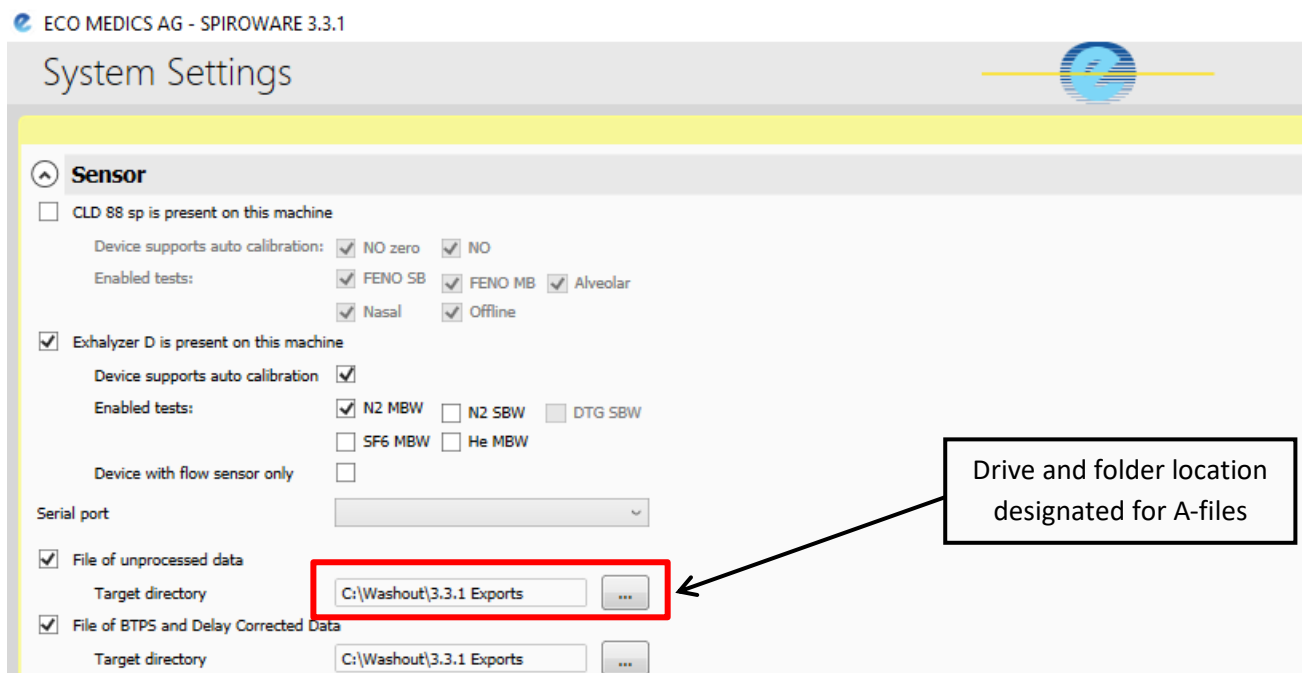 ECO MEDICS AG - SPIROWARE 3.3.1
System Settings
e
Sensor
CLD 88 sp is present on this machine
Device supports auto calibration: NO zero NO
Enabled tests: FENO SB FENO MB Alveolar
Nasal Offline
Exhalyzer D is present on this machine
Device supports auto calibration
Enabled tests: N2 MBW N2 SBW DTG SBW
SF6 MBW He MBW
Device with flow sensor only
Serial port
File of unprocessed data
Target directory C:\Washout\3.3.1 Exports ...
File of BTPS and Delay Corrected Data
Target directory C:\Washout\3.3.1 Exports ...
Drive and folder location
designated for A-files